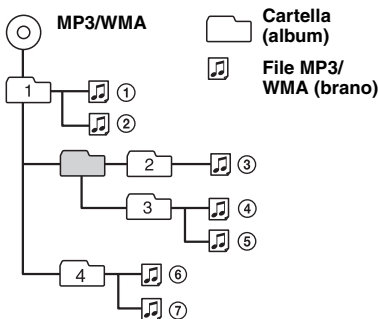 MP3/WMA
Cartella
(album)
File MP3/
WMA (brano)
1
①
②
2
③
3
④
⑤
4
⑥
⑦